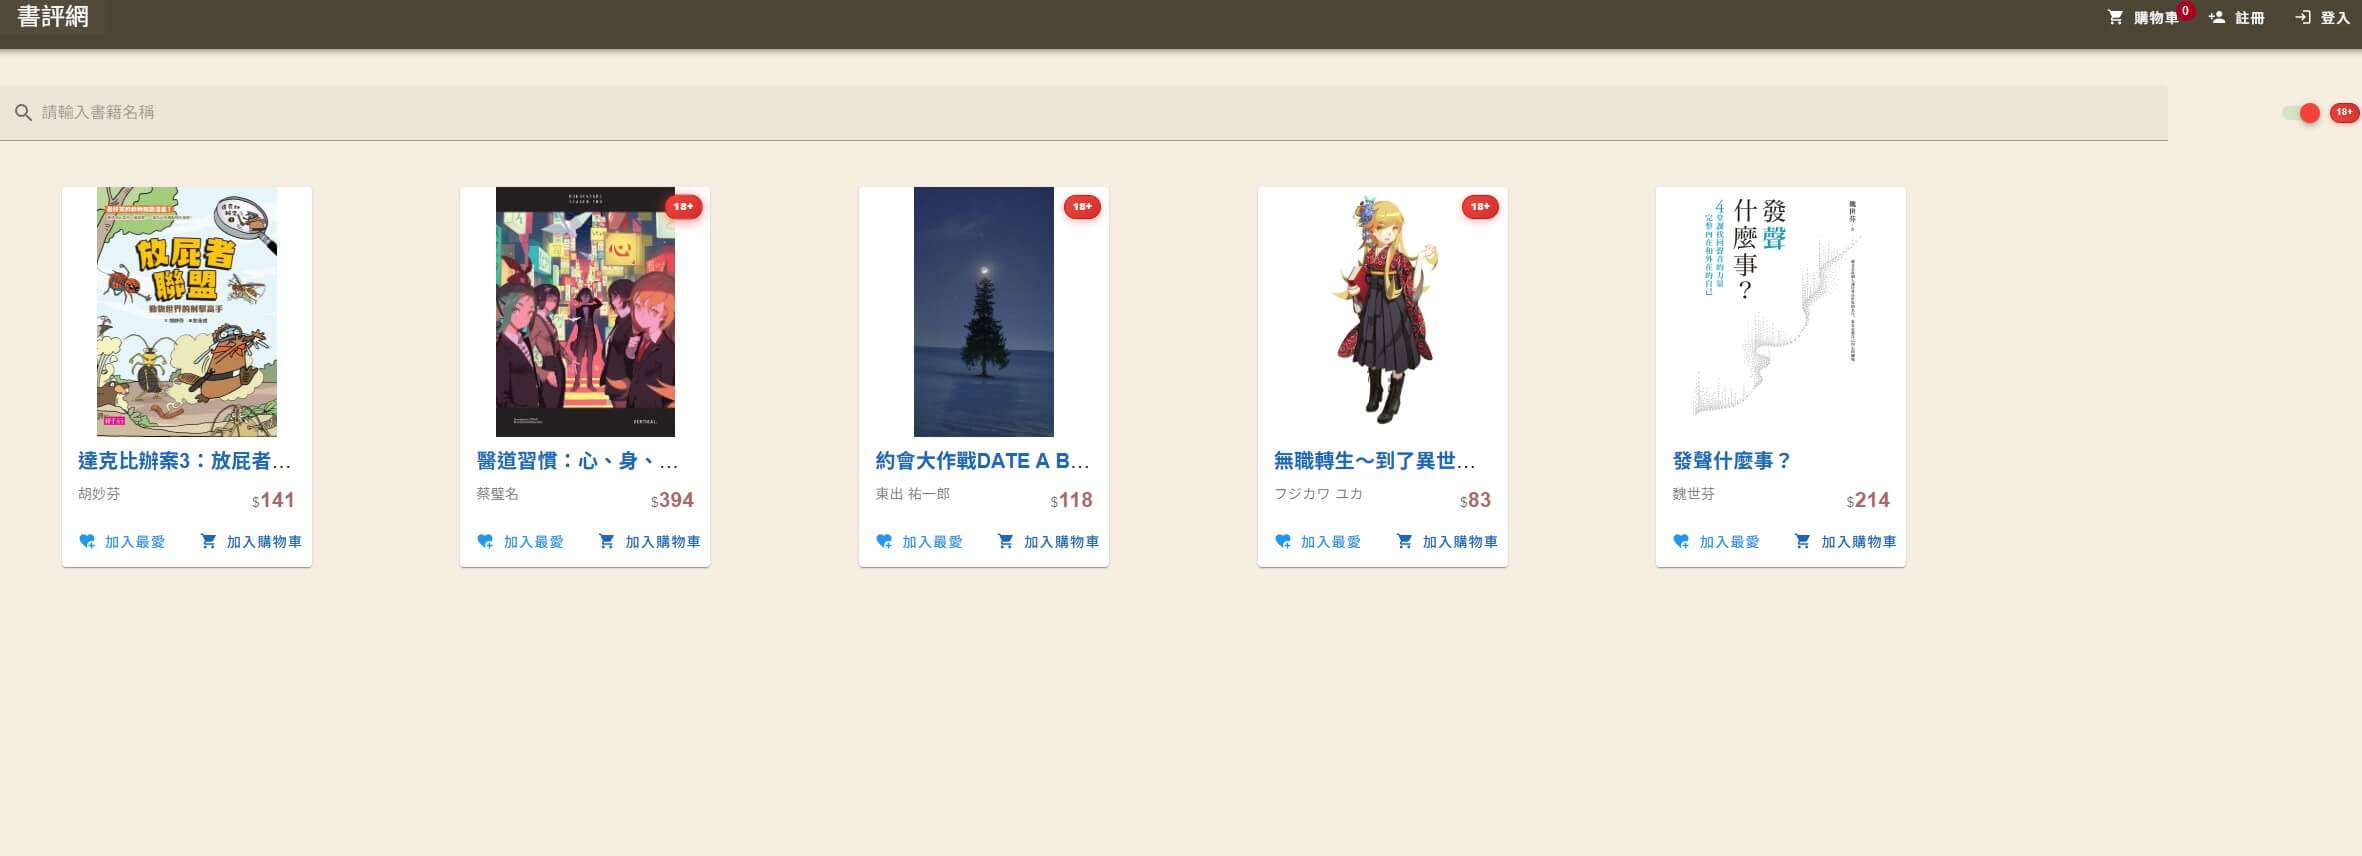 書評網
購物車 0
註冊
登入
請輸入書籍名稱
18+
放屁者
聯盟
動物世界的射擊高手
達克比辦案3：放屁者...
胡妙芬
$141
加入最愛
加入購物車
18+
心
醫道習慣：心、身、...
蔡璧名
$394
加入最愛
加入購物車
18+
約會大作戰DATE A B...
東出 祐一郎
$118
加入最愛
加入購物車
18+
無職轉生～到了異世...
フジカワ ユカ
$83
加入最愛
加入購物車
魏世芬
發聲
什麼事？
4堂課找回聲音的力量
完整內在和外在的自己
發聲什麼事？
魏世芬
$214
加入最愛
加入購物車